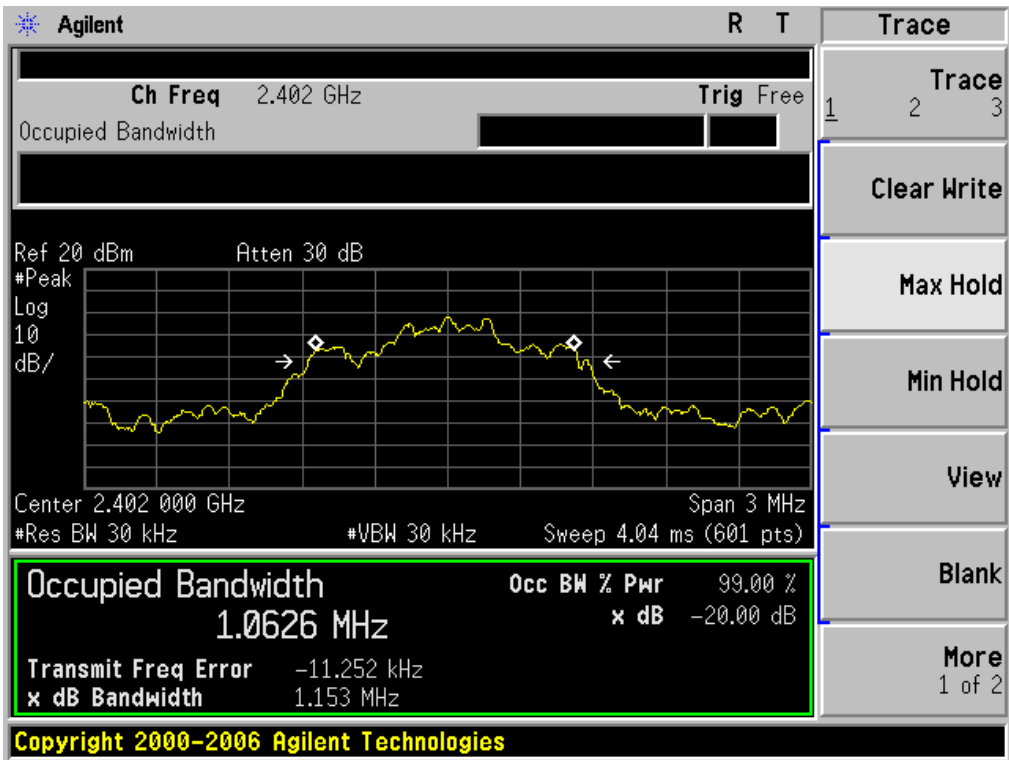 Agilent R T
Trace
Ch Freq 2.402 GHz Trig Free
Occupied Bandwidth
Ref 20 dBm Atten 30 dB
#Peak
Log
10
dB/
Center 2.402 000 GHz Span 3 MHz
#Res BW 30 kHz #VBW 30 kHz Sweep 4.04 ms (601 pts)
Occupied Bandwidth
1.0626 MHz
Occ BW % Pwr 99.00 %
x dB -20.00 dB
Transmit Freq Error -11.252 kHz
x dB Bandwidth 1.153 MHz
Trace
1 2 3
Clear Write
Max Hold
Min Hold
View
Blank
More
1 of 2
Copyright 2000-2006 Agilent Technologies